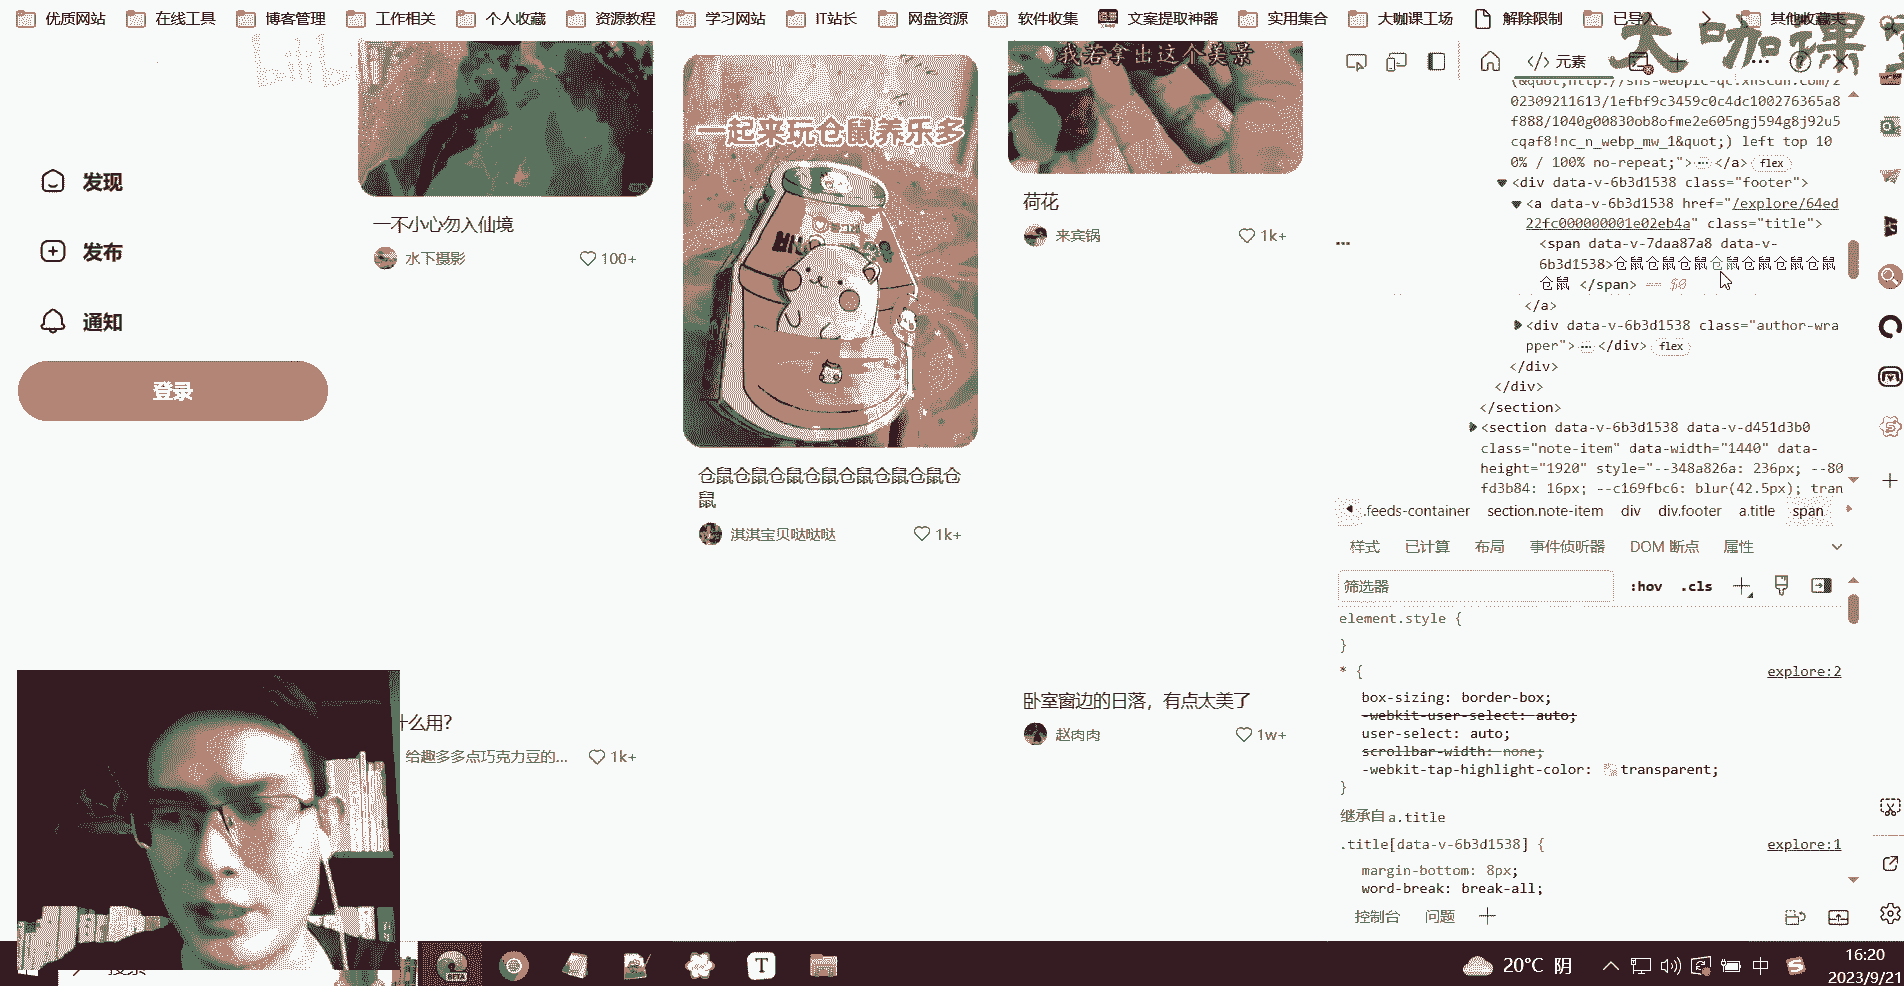 优质网站 在线工具 博客管理 工作相关 个人收藏 资源教程 学习网站 IT站长 网盘资源 软件收集 文案提取神器 实用集合 大咖课工场 解除限制 已导入 其他收藏夹
大咖课
发现
发布
通知
登录
一不小心勿入仙境
水下摄影 100+
一起来玩仓鼠养乐多
仓鼠仓鼠仓鼠仓鼠仓鼠仓鼠仓鼠仓
鼠
淇淇宝贝哒哒哒 1k+
我若拿出这个美景
荷花
来宾锅 1k+
什么用?
给趣多多点巧克力豆的... 1k+
卧室窗边的日落，有点太美了
赵肉肉 1w+
元素
(&quot;http://sns-webpic-qc.xhscdn.com/2
02309211613/1efbf9c3459c0c4dc100276365a8
f888/1040g00830ob8ofme2e605ngj594g8j92u5
cqaf8!nc_n_webp_mw_1&quot;) left top 10
0% / 100% no-repeat;">…</a> flex
<div data-v-6b3d1538 class="footer">
<a data-v-6b3d1538 href="/explore/64ed
22fc000000001e02eb4a" class="title">
<span data-v-7daa87a8 data-v-
6b3d1538>仓鼠仓鼠仓鼠仓鼠仓鼠仓鼠仓鼠
仓鼠 </span> == $0
</a>
<div data-v-6b3d1538 class="author-wra
pper">…</div> flex
</div>
</div>
</section>
<section data-v-6b3d1538 data-v-d451d3b0
class="note-item" data-width="1440" data-
height="1920" style="--348a826a: 236px; --80
fd3b84: 16px; --c169fbc6: blur(42.5px); tran
.feeds-container section.note-item div div.footer a.title span
样式 已计算 布局 事件侦听器 DOM 断点 属性
筛选器 :hov .cls
element.style {
}
* { explore:2
box-sizing: border-box;
-webkit-user-select: auto;
user-select: auto;
scrollbar-width: none;
-webkit-tap-highlight-color: transparent;
}
继承自 a.title
.title[data-v-6b3d1538] { explore:1
margin-bottom: 8px;
word-break: break-all;
控制台 问题
搜索
BETA
T
20°C 阴 中 16:20
2023/9/21